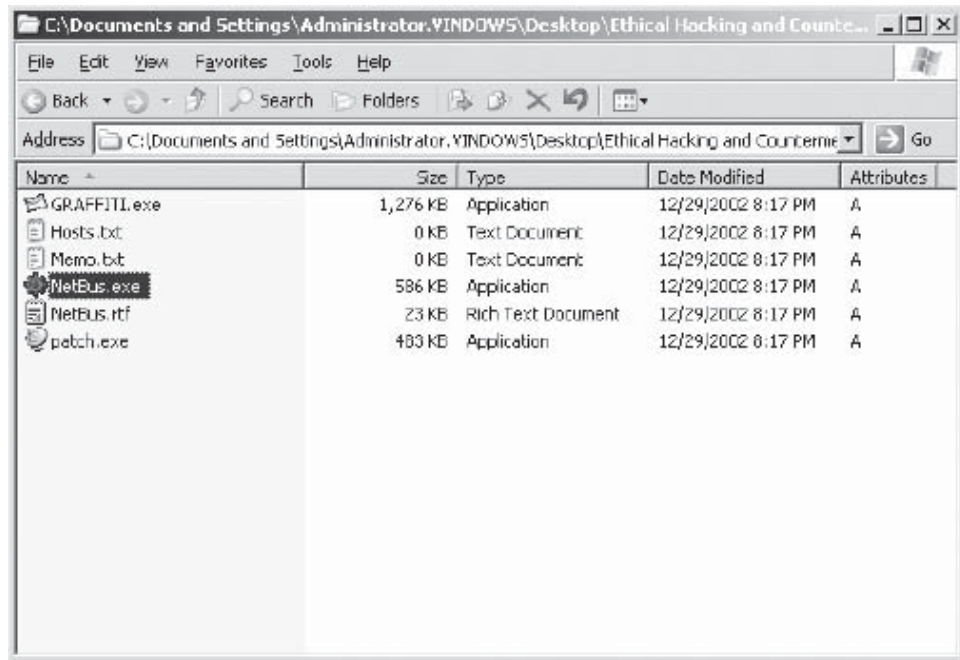 C:\Documents and Settings\Administrator.VINDOWS\Desktop\Ethical Hacking and Counte...
File Edit View Favorites Tools Help
Back Search Folders
Address C:\Documents and Settings\Administrator.VINDOWS\Desktop\Ethical Hacking and Counterme Go
Name Size Type Date Modified Attributes
GRAFFITI.exe 1,276 KB Application 12/29/2002 8:17 PM A
Hosts.txt 0 KB Text Document 12/29/2002 8:17 PM A
Memo.txt 0 KB Text Document 12/29/2002 8:17 PM A
NetBus.exe 586 KB Application 12/29/2002 8:17 PM A
NetBus.rtf 23 KB Rich Text Document 12/29/2002 8:17 PM A
patch.exe 483 KB Application 12/29/2002 8:17 PM A